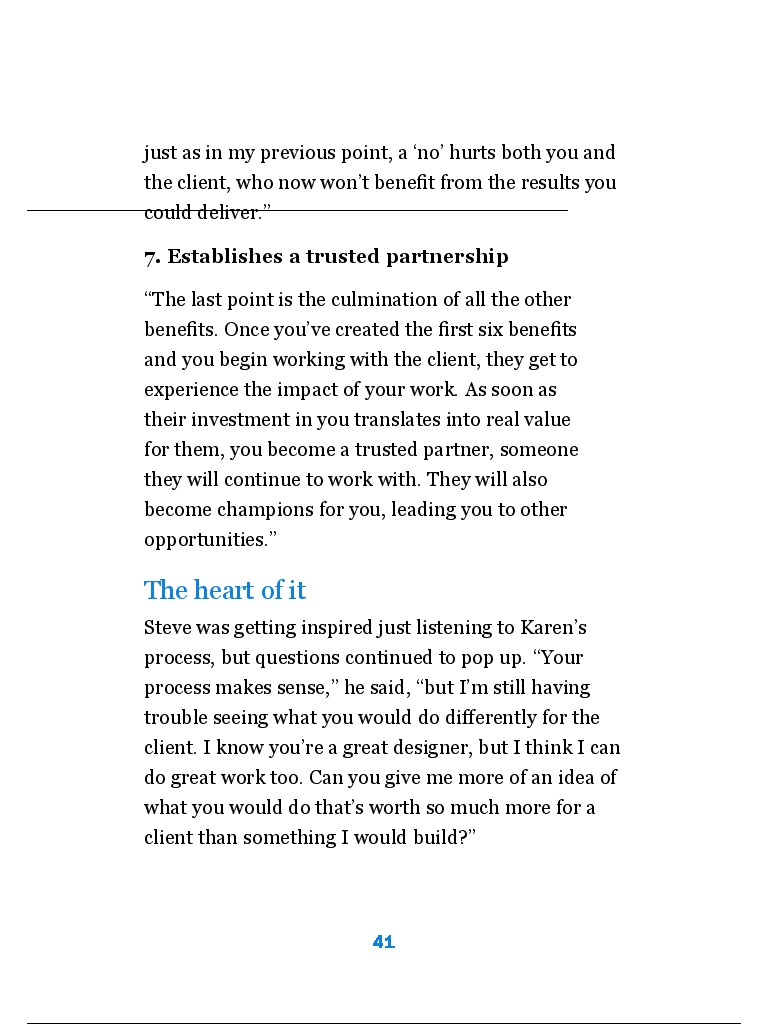 just as in my previous point, a ‘no’ hurts both you and
the client, who now won’t benefit from the results you
could deliver.”
7. Establishes a trusted partnership
“The last point is the culmination of all the other
benefits. Once you’ve created the first six benefits
and you begin working with the client, they get to
experience the impact of your work. As soon as
their investment in you translates into real value
for them, you become a trusted partner, someone
they will continue to work with. They will also
become champions for you, leading you to other
opportunities.”
The heart of it
Steve was getting inspired just listening to Karen’s
process, but questions continued to pop up. “Your
process makes sense,” he said, “but I’m still having
trouble seeing what you would do differently for the
client. I know you’re a great designer, but I think I can
do great work too. Can you give me more of an idea of
what you would do that’s worth so much more for a
client than something I would build?”
41